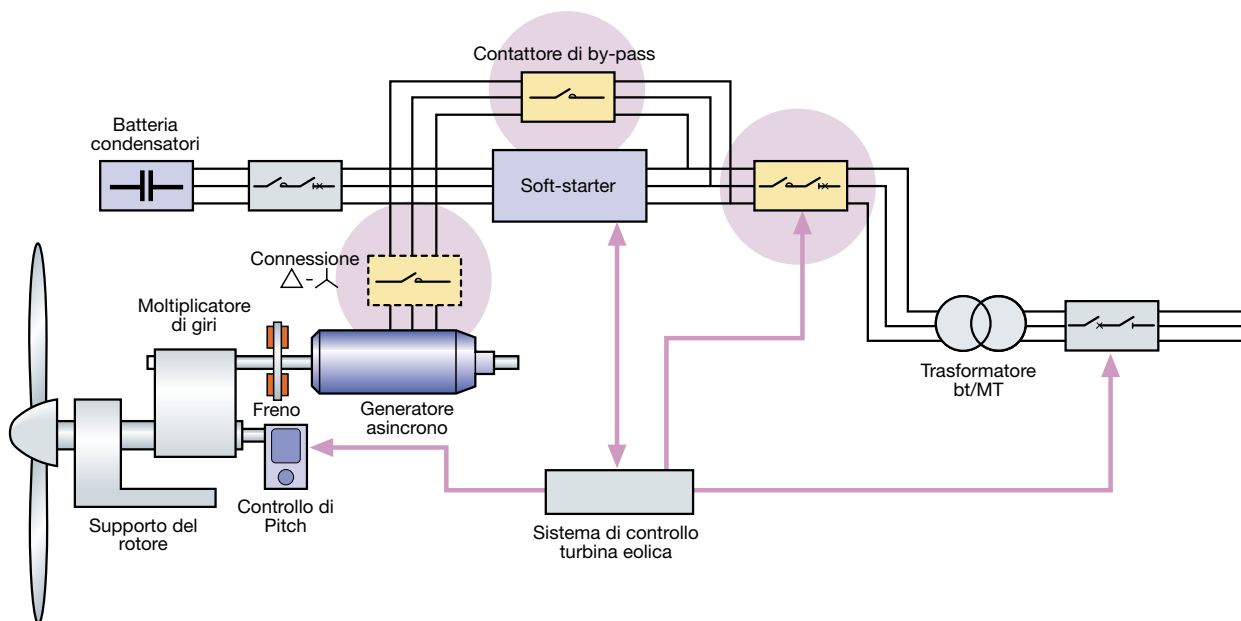 Contattore di by-pass
Batteria
condensatori
Soft-starter
Connessione
Moltiplicatore
di giri
Freno
Generatore
asincrono
Trasformatore
bt/MT
Controllo di
Pitch
Supporto del
rotore
Sistema di controllo
turbina eolica